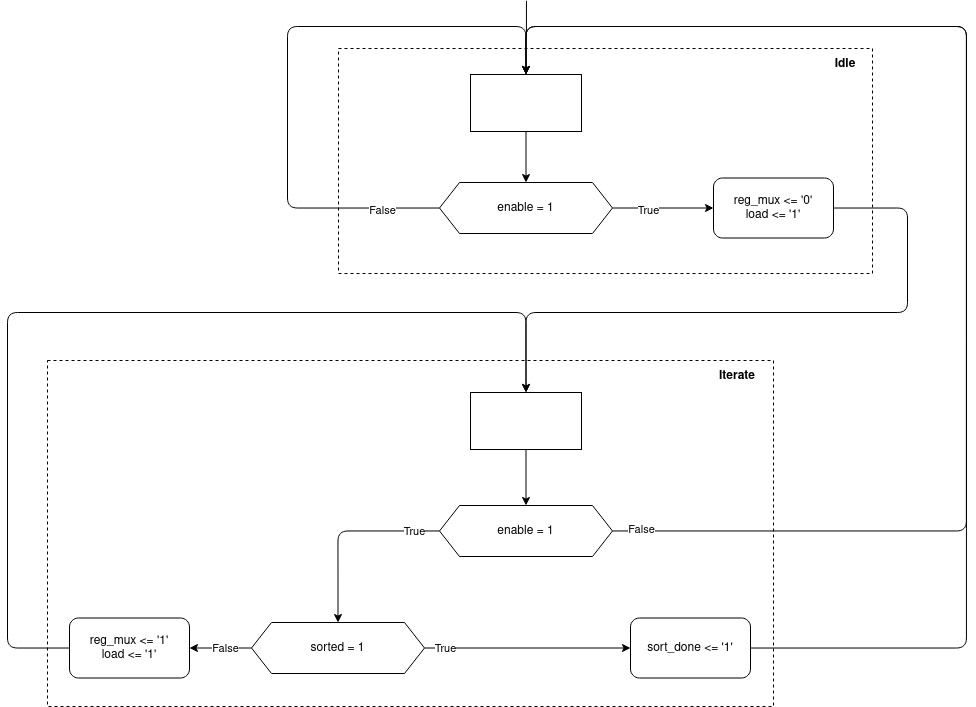 Idle
enable = 1
False
True
reg_mux <= '0'
load <= '1'
Iterate
enable = 1
True
False
reg_mux <= '1'
load <= '1'
False
sorted = 1
True
sort_done <= '1'